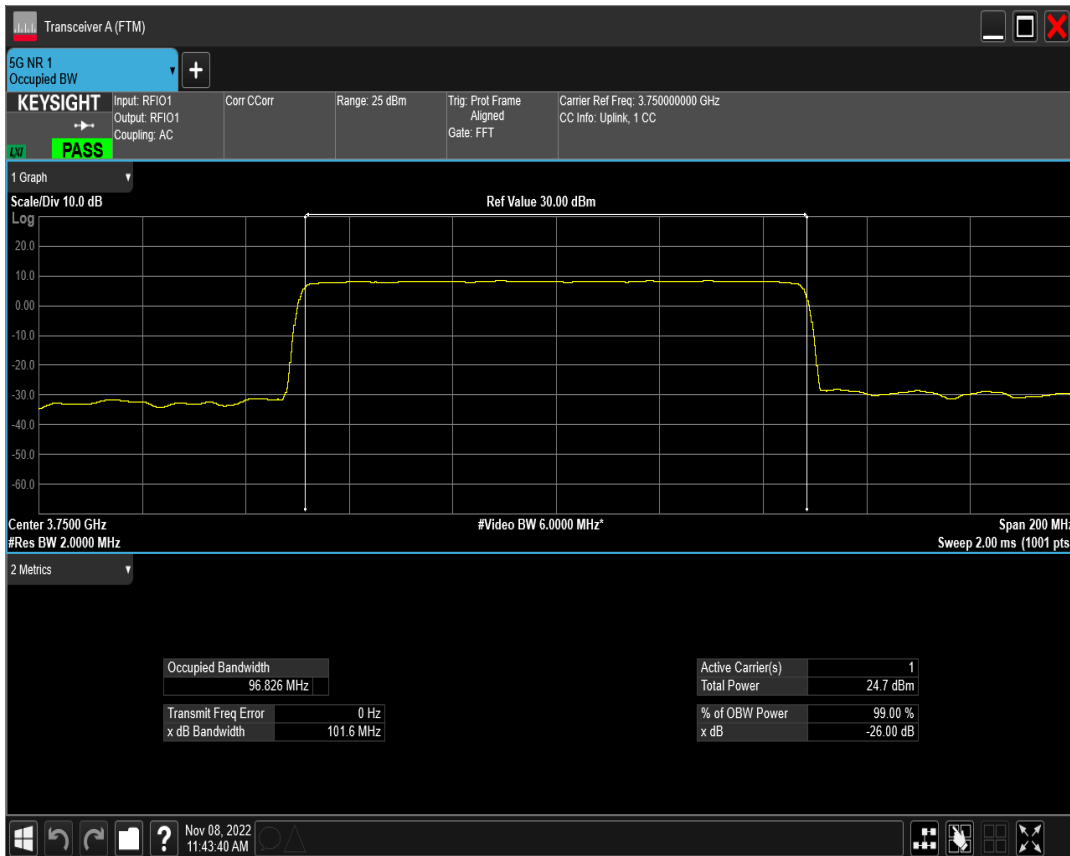 Transceiver A (FTM)
5G NR 1
Occupied BW
+
KEYSIGHT
LXI
PASS
Input: RFIO1
Output: RFIO1
Coupling: AC
Corr CCorr
Range: 25 dBm
Trig: Prot Frame
Aligned
Gate: FFT
Carrier Ref Freq: 3.750000000 GHz
CC Info: Uplink, 1 CC
1 Graph
Scale/Div 10.0 dB
Ref Value 30.00 dBm
Log
20.0
10.0
0.00
-10.0
-20.0
-30.0
-40.0
-50.0
-60.0
Center 3.7500 GHz
#Video BW 6.0000 MHz*
Span 200 MHz
#Res BW 2.0000 MHz
Sweep 2.00 ms (1001 pts
2 Metrics
Occupied Bandwidth
96.826 MHz
Transmit Freq Error 0 Hz
x dB Bandwidth 101.6 MHz
Active Carrier(s) 1
Total Power 24.7 dBm
% of OBW Power 99.00 %
x dB -26.00 dB
?
Nov 08, 2022
11:43:40 AM